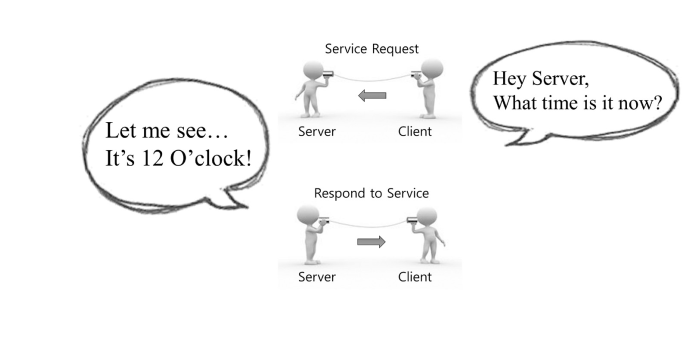 Service Request
Hey Server,
What time is it now?
Server
Client
Let me see…
It’s 12 O’clock!
Respond to Service
Server
Client